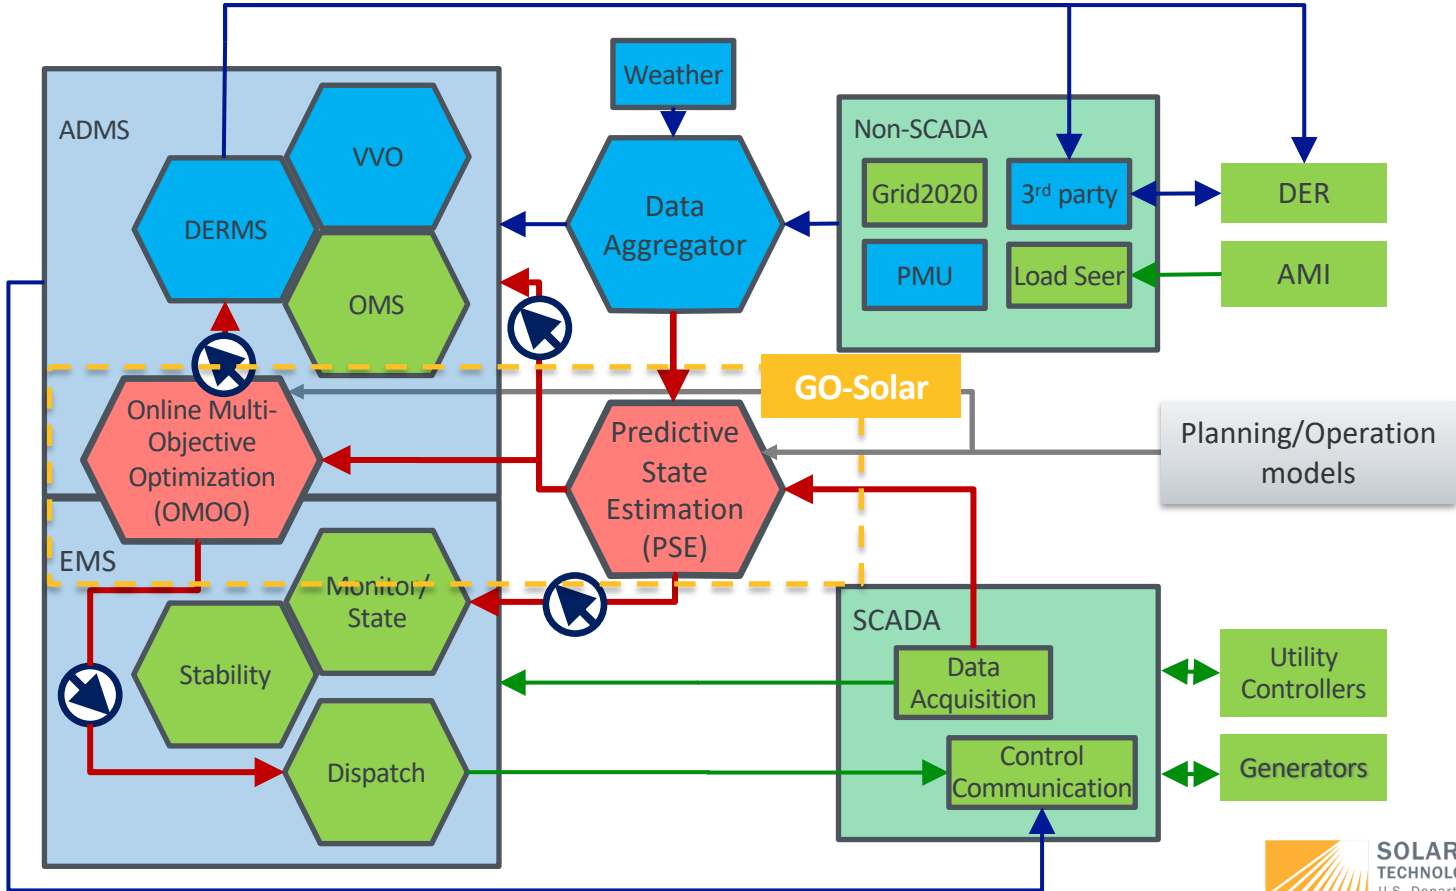 Weather
ADMS
VVO
DERMS
OMS
Data
Aggregator
Non-SCADA
Grid2020
3rd party
PMU
Load Seer
DER
AMI
GO-Solar
Online Multi-
Objective
Optimization
(OMOO)
Predictive
State
Estimation
(PSE)
Planning/Operation
models
EMS
Monitor/
State
Stability
Dispatch
SCADA
Data
Acquisition
Control
Communication
Utility
Controllers
Generators
SOLAR
TECHNOLO
U.S. Depart